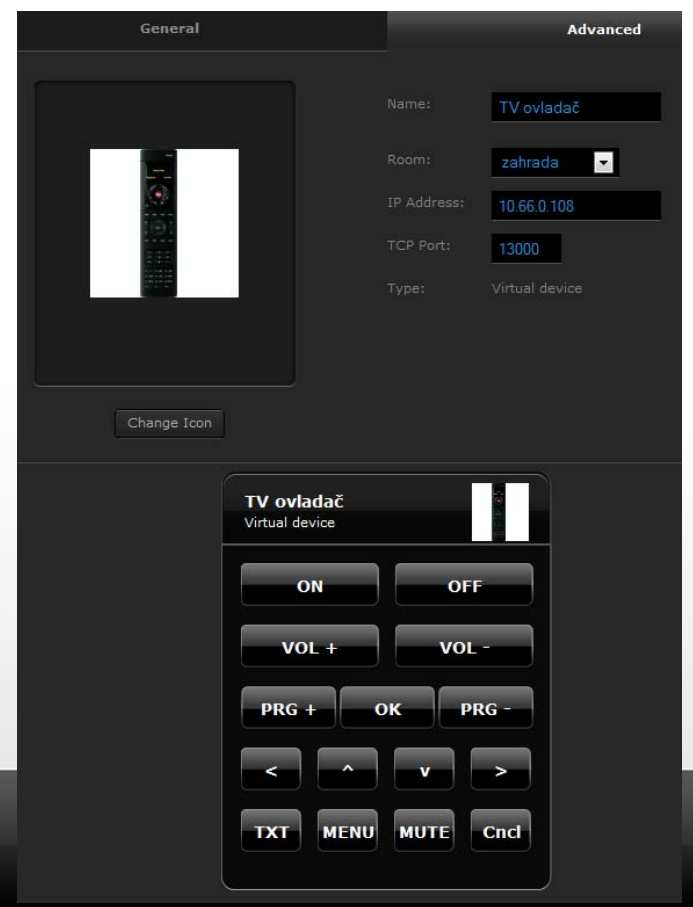 General Advanced
Name: TV ovladač
Room: zahrada
IP Address: 10.66.0.108
TCP Port: 13000
Type: Virtual device
Change Icon
TV ovladač
Virtual device
ON OFF
VOL + VOL -
PRG + OK PRG -
< ^ v >
TXT MENU MUTE Cncl